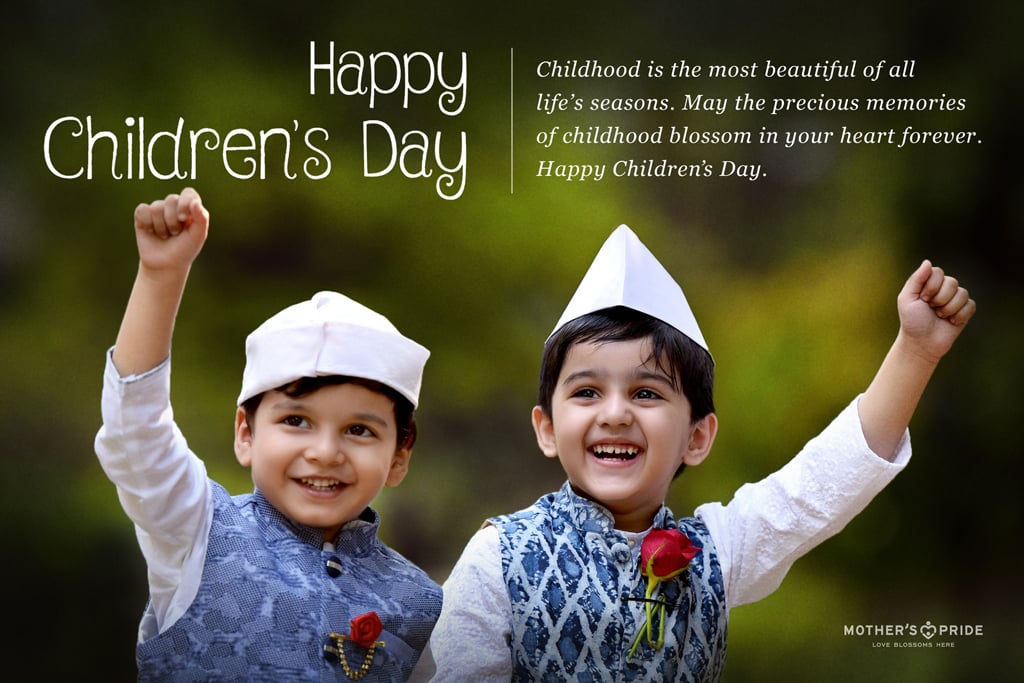 Happy
Children's Day
Childhood is the most beautiful of all
life's seasons. May the precious memories
of childhood blossom in your heart forever.
Happy Children's Day.
MOTHER'S PRIDE
LOVE BLOSSOMS HERE